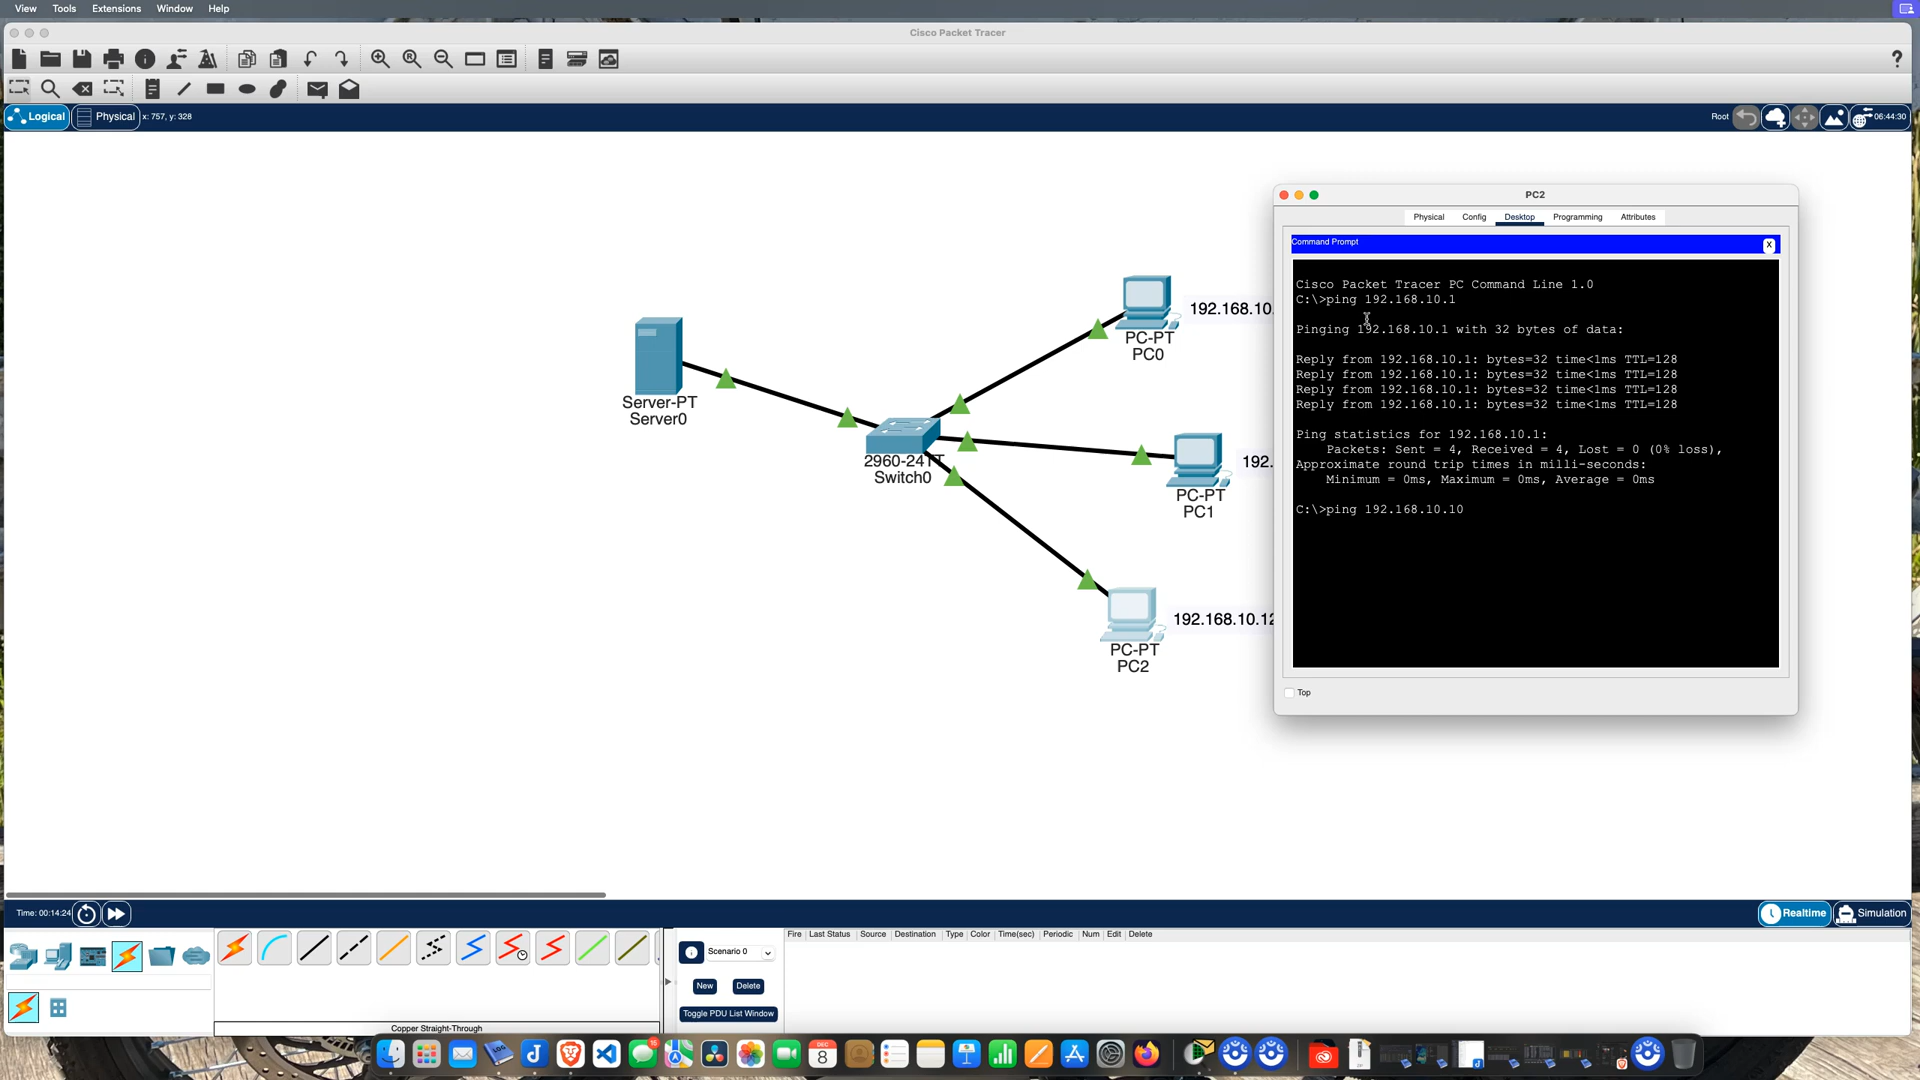 View Tools Extensions Window Help
Cisco Packet Tracer
Logical Physical x: 757, y: 328 Root 06:44:30
PC2
Physical Config Desktop Programming Attributes
Command Prompt X
Cisco Packet Tracer PC Command Line 1.0
C:\>ping 192.168.10.1
Pinging 192.168.10.1 with 32 bytes of data:
Reply from 192.168.10.1: bytes=32 time<1ms TTL=128
Reply from 192.168.10.1: bytes=32 time<1ms TTL=128
Reply from 192.168.10.1: bytes=32 time<1ms TTL=128
Reply from 192.168.10.1: bytes=32 time<1ms TTL=128
Ping statistics for 192.168.10.1:
Packets: Sent = 4, Received = 4, Lost = 0 (0% loss),
Approximate round trip times in milli-seconds:
Minimum = 0ms, Maximum = 0ms, Average = 0ms
C:\>ping 192.168.10.10
Top
192.168.10.
PC-PT
PC0
Server-PT
Server0
2960-24TT
Switch0
192.
PC-PT
PC1
192.168.10.12
PC-PT
PC2
Time: 00:14:24 Realtime Simulation
Scenario 0
New Delete
Toggle PDU List Window
Fire Last Status Source Destination Type Color Time(sec) Periodic Num Edit Delete
Copper Straight-Through
DEC
8